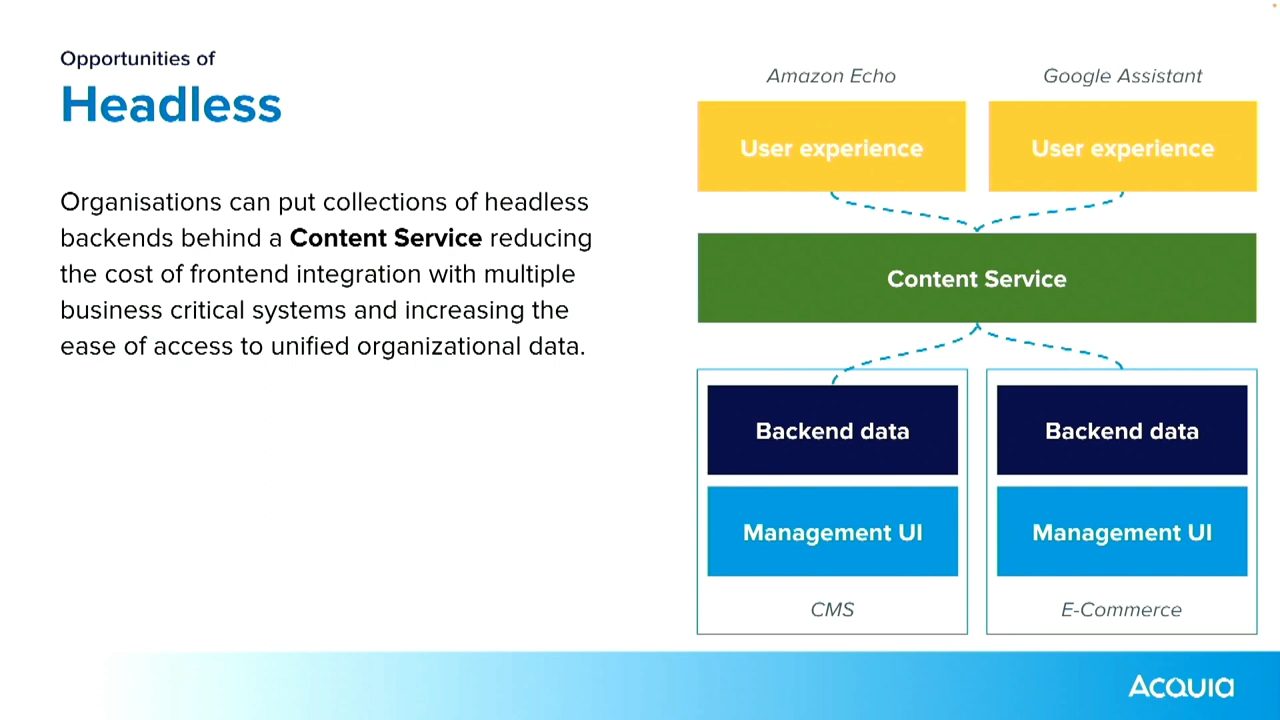 Opportunities of
Headless
Organisations can put collections of headless
backends behind a Content Service reducing
the cost of frontend integration with multiple
business critical systems and increasing the
ease of access to unified organizational data.
Amazon Echo
Google Assistant
User experience
User experience
Content Service
Backend data
Backend data
Management UI
Management UI
CMS
E-Commerce
Acquia